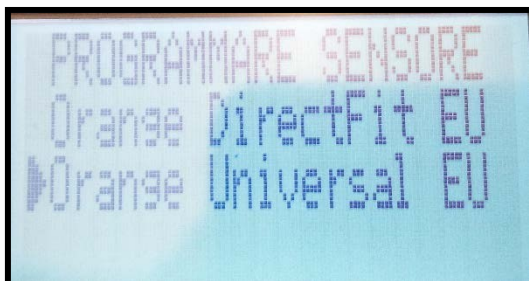 PROGRAMMARE SENSORE
Orange DirectFit EU
Orange Universal EU